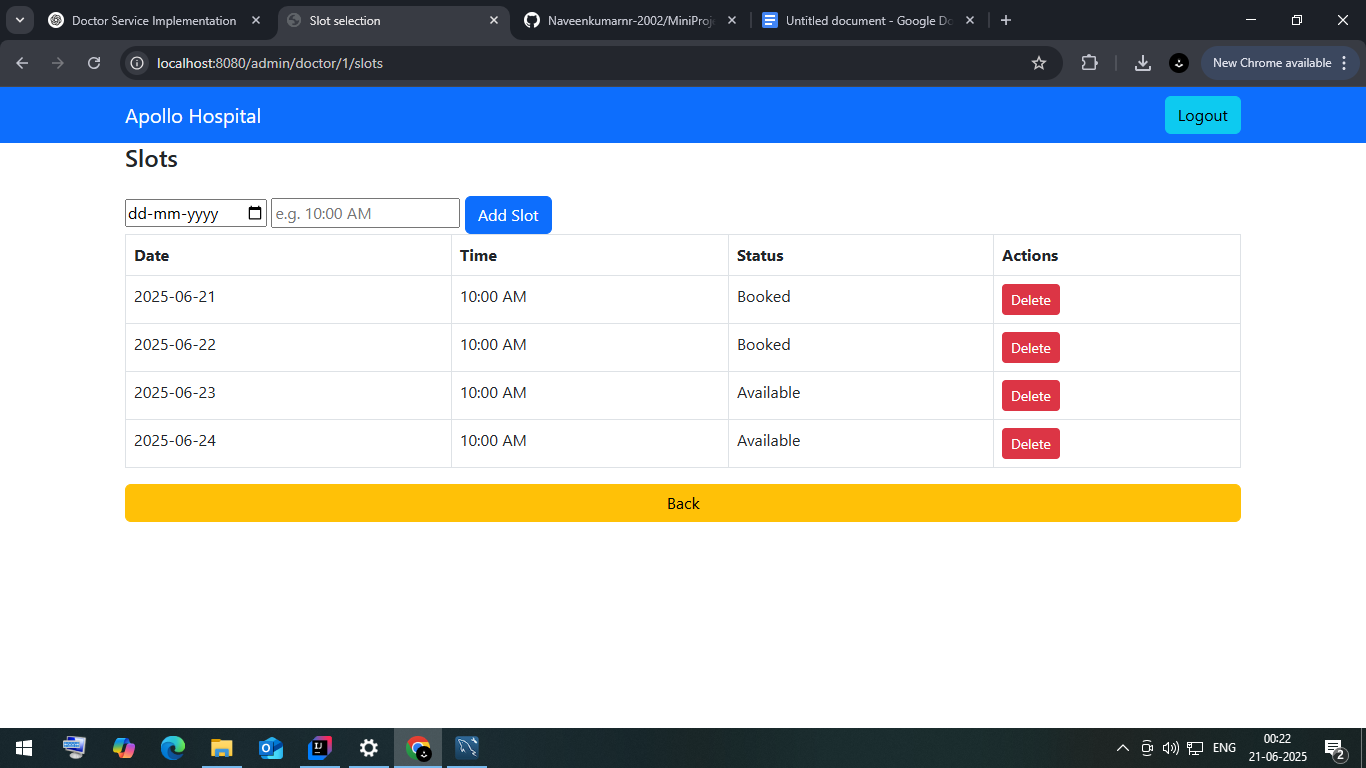 Doctor Service Implementation
Slot selection
Naveenkumarnr-2002/MiniProj
Untitled document - Google Do
localhost:8080/admin/doctor/1/slots
New Chrome available
Apollo Hospital
Logout
Slots
dd-mm-yyyy
e.g. 10:00 AM
Add Slot
Date Time Status Actions
2025-06-21 10:00 AM Booked Delete
2025-06-22 10:00 AM Booked Delete
2025-06-23 10:00 AM Available Delete
2025-06-24 10:00 AM Available Delete
Back
ENG
00:22
21-06-2025
2